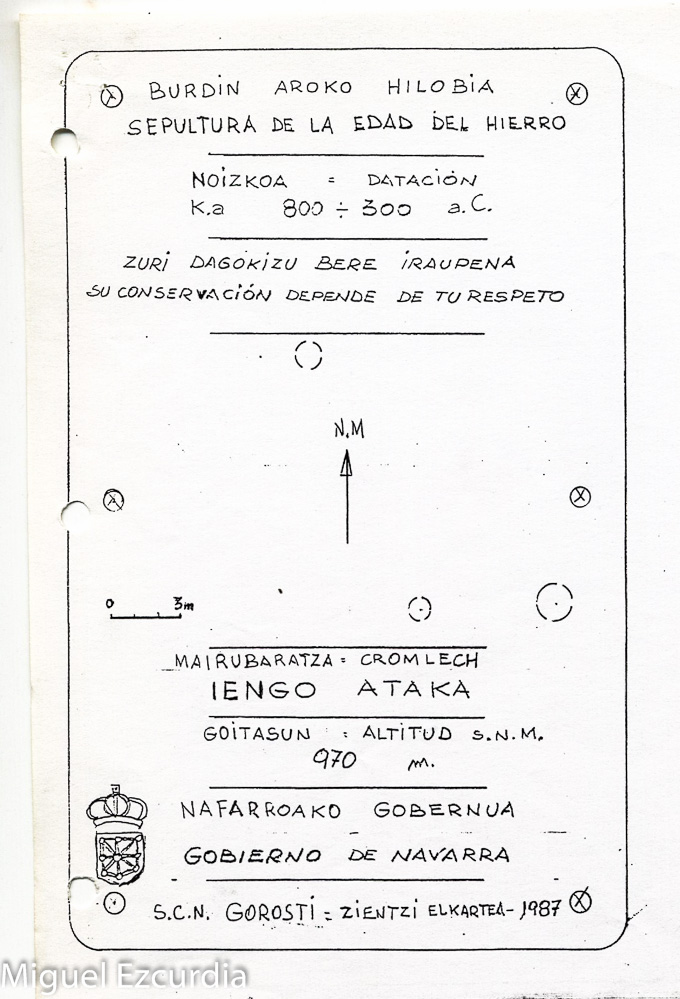 BURDIN AROKO HILOBIA
SEPULTURA DE LA EDAD DEL HIERRO
NOIZKOA = DATACIÓN
K.a 800 ÷ 300 a.C.
ZURI DAGOKIZU BERE IRAUPENA
SU CONSERVACIÓN DEPENDE DE TU RESPETO
N.M
0 3m
MAIRUBARATZA = CROMLECH
IENGO ATAKA
GOITASUN : ALTITUD S.N.M.
970 m.
NAFARROAKO GOBERNUA
GOBIERNO DE NAVARRA
S.C.N. GOROSTI = ZIENTZI ELKARTEA - 1987
Miguel Ezcurdia